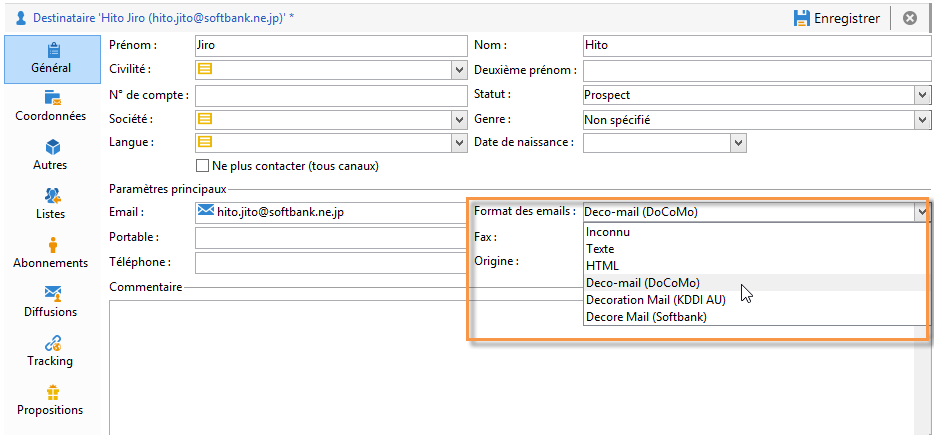 Destinataire 'Hito Jiro (hito.jito@softbank.ne.jp)' *
Enregistrer
Général
Coordonnées
Autres
Listes
Abonnements
Diffusions
Tracking
Propositions
Prénom : Jiro Nom : Hito
Civilité : Deuxième prénom :
N° de compte : Statut : Prospect
Société : Genre : Non spécifié
Langue : Date de naissance :
Ne plus contacter (tous canaux)
Paramètres principaux
Email : hito.jito@softbank.ne.jp Format des emails : Deco-mail (DoCoMo)
Portable : Fax :
Téléphone : Origine :
Inconnu
Texte
HTML
Deco-mail (DoCoMo)
Decoration Mail (KDDI AU)
Decore Mail (Softbank)
Commentaire